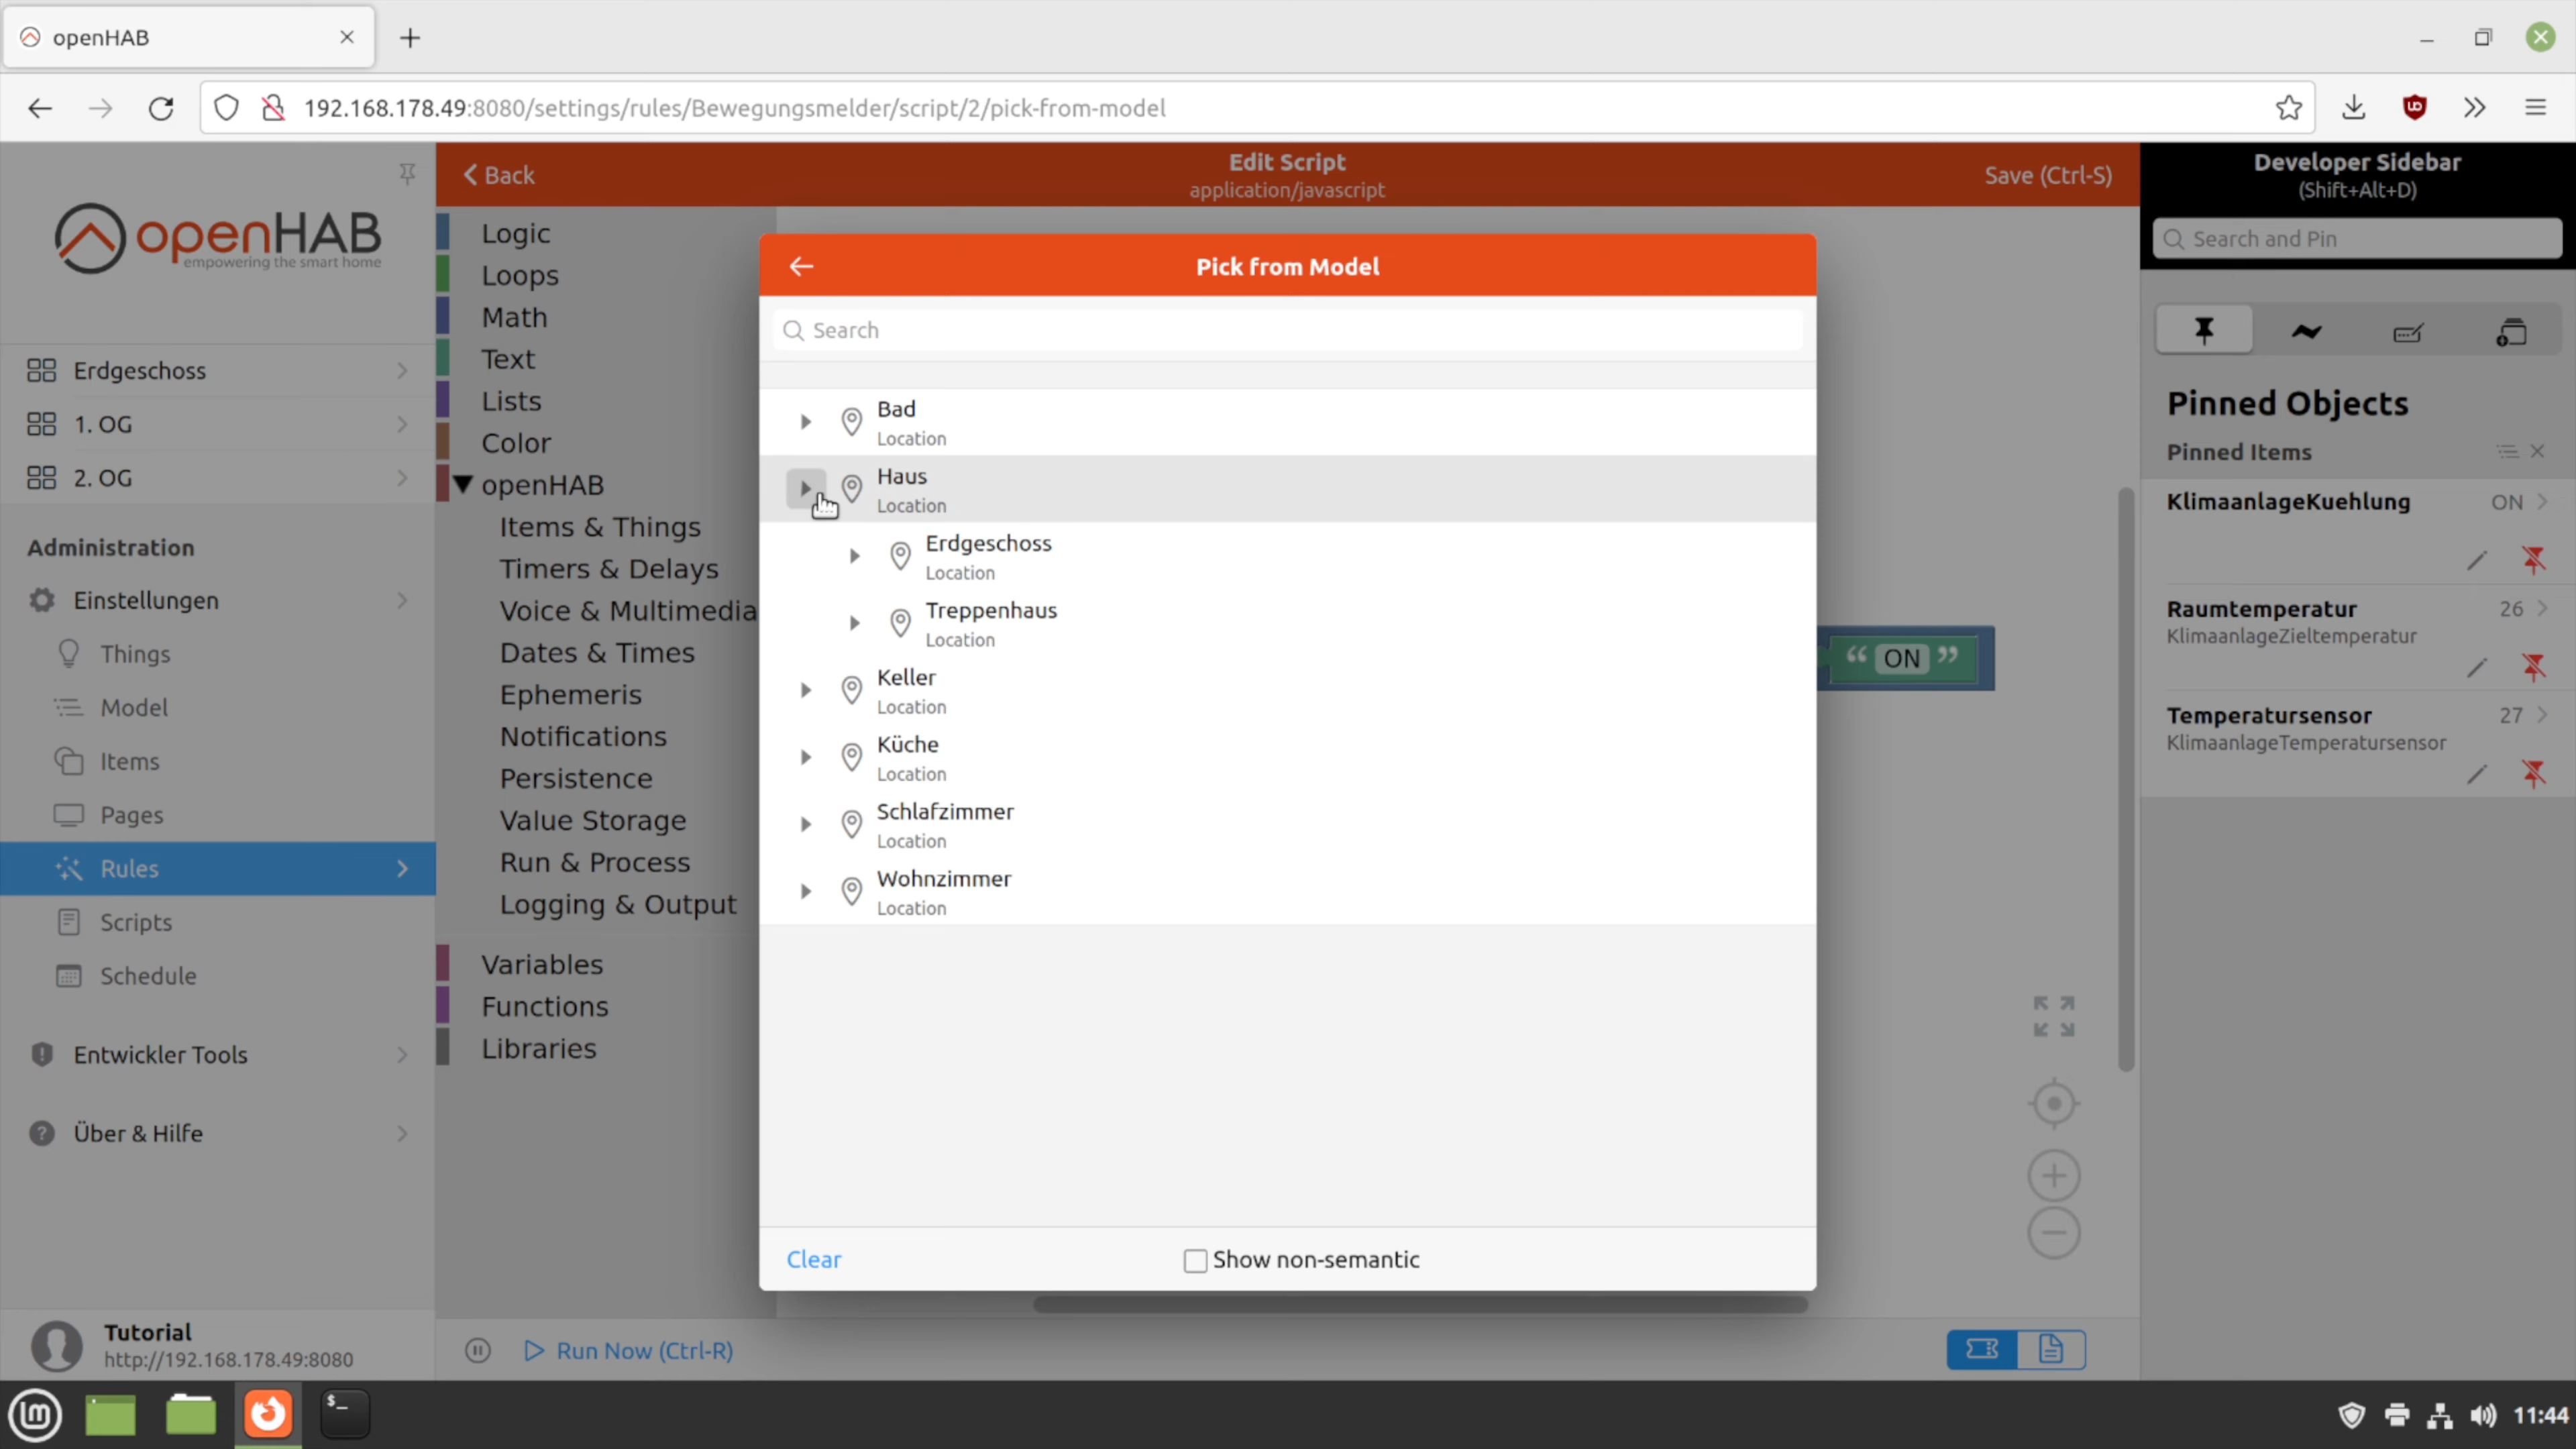 openHAB
192.168.178.49:8080/settings/rules/Bewegungsmelder/script/2/pick-from-model
openHAB
empowering the smart home
Erdgeschoss
1. OG
2. OG
Administration
Einstellungen
Things
Model
Items
Pages
Rules
Scripts
Schedule
Entwickler Tools
Über & Hilfe
Tutorial
http://192.168.178.49:8080
Back
Edit Script
application/javascript
Save (Ctrl-S)
Logic
Loops
Math
Text
Lists
Color
openHAB
Items & Things
Timers & Delays
Voice & Multimedia
Dates & Times
Ephemeris
Notifications
Persistence
Value Storage
Run & Process
Logging & Output
Variables
Functions
Libraries
Pick from Model
Search
Bad
Location
Haus
Location
Erdgeschoss
Location
Treppenhaus
Location
Keller
Location
Küche
Location
Schlafzimmer
Location
Wohnzimmer
Location
Clear
Show non-semantic
“ ON ”
Run Now (Ctrl-R)
Developer Sidebar
(Shift+Alt+D)
Search and Pin
Pinned Objects
Pinned Items
KlimaanlageKuehlung ON
Raumtemperatur 26
KlimaanlageZieltemperatur
Temperatursensor 27
KlimaanlageTemperatursensor
$_
11:44